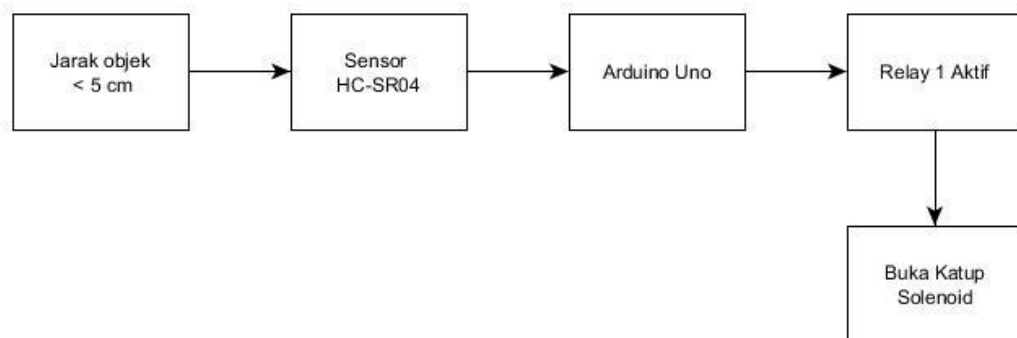 Jarak objek
< 5 cm
Sensor
HC-SR04
Arduino Uno
Relay 1 Aktif
Buka Katup
Solenoid